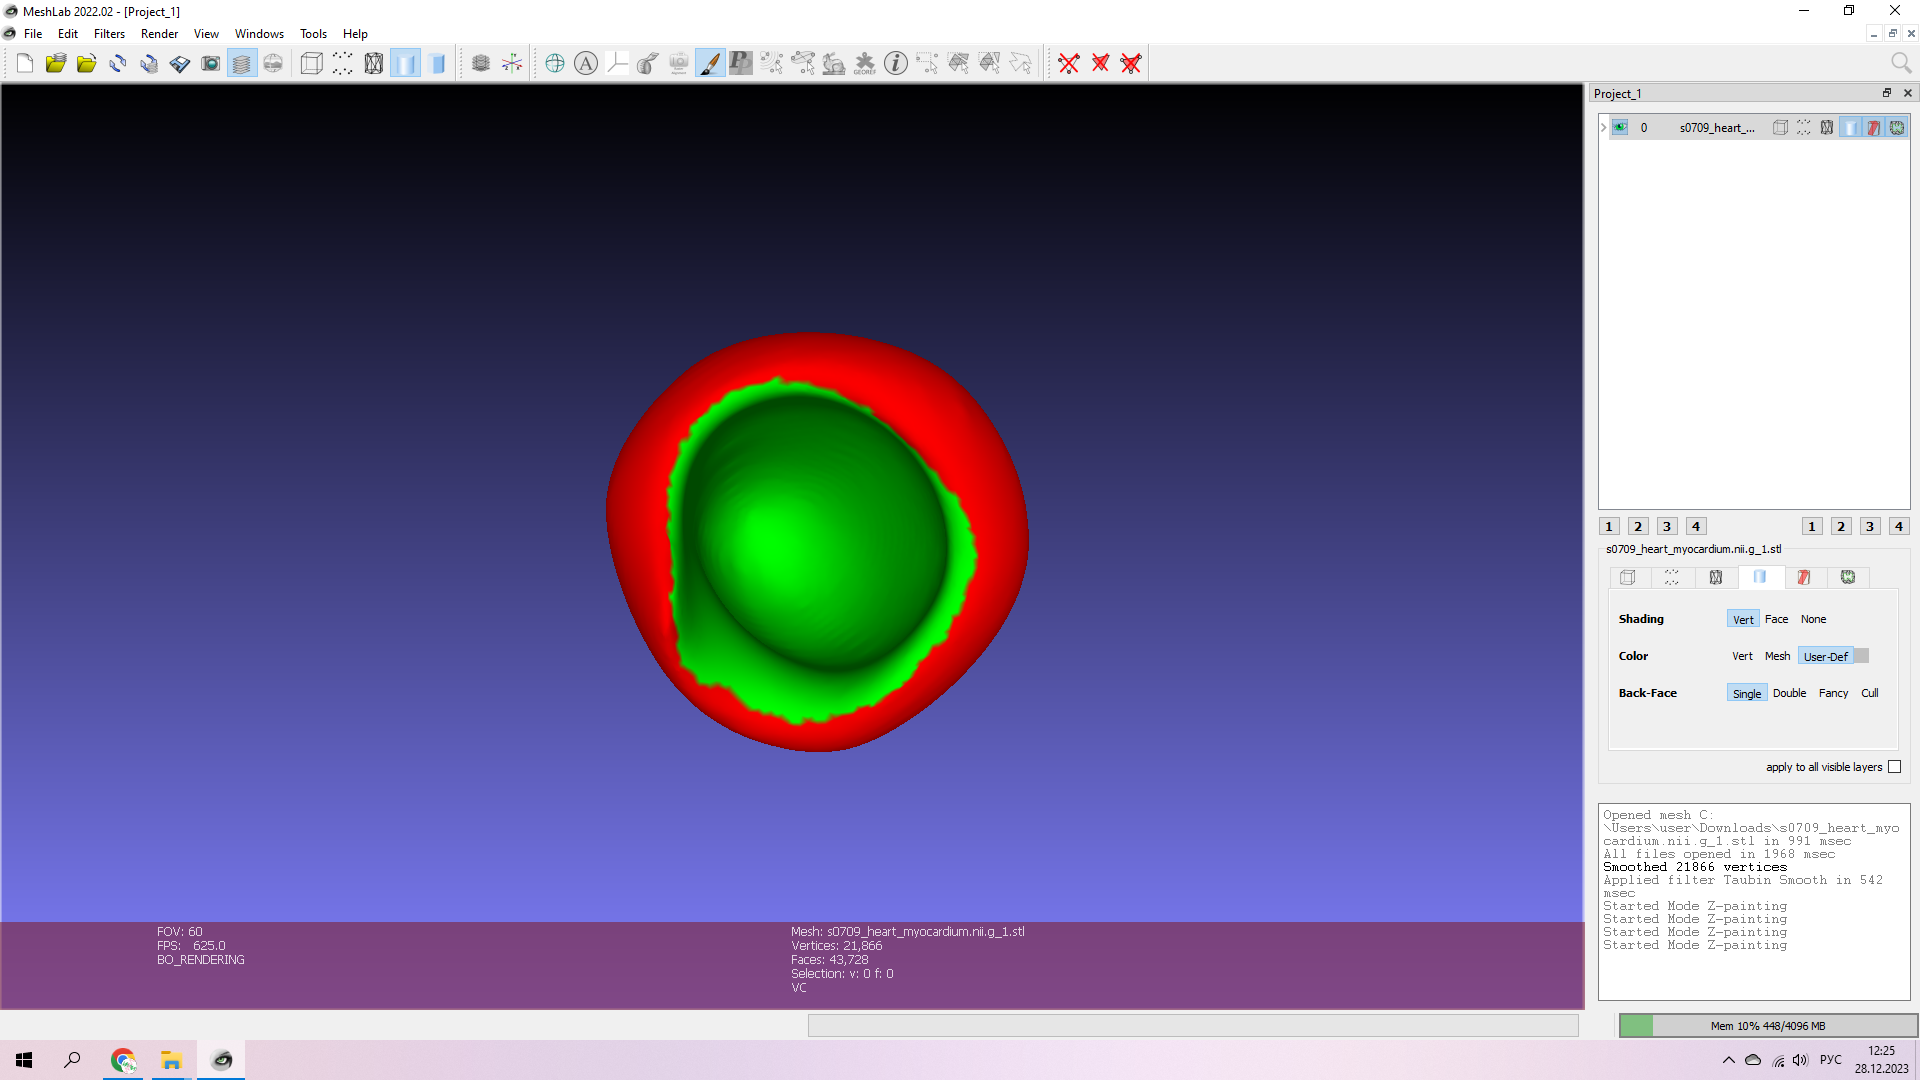 MeshLab 2022.02 - [Project_1]
File Edit Filters Render View Windows Tools Help
Project_1
0 s0709_heart_...
1 2 3 4 1 2 3 4
s0709_heart_myocardium.nii.g_1.stl
Shading Vert Face None
Color Vert Mesh User-Def
Back-Face Single Double Fancy Cull
apply to all visible layers
Opened mesh C:
\Users\user\Downloads\s0709_heart_myo
cardium.nii.g_1.stl in 991 msec
All files opened in 1968 msec
Smoothed 21866 vertices
Applied filter Taubin Smooth in 542
msec
Started Mode Z-painting
Started Mode Z-painting
Started Mode Z-painting
Started Mode Z-painting
FOV: 60
FPS: 625.0
BO_RENDERING
Mesh: s0709_heart_myocardium.nii.g_1.stl
Vertices: 21,866
Faces: 43,728
Selection: v: 0 f: 0
VC
Mem 10% 448/4096 MB
РУС
12:25
28.12.2023